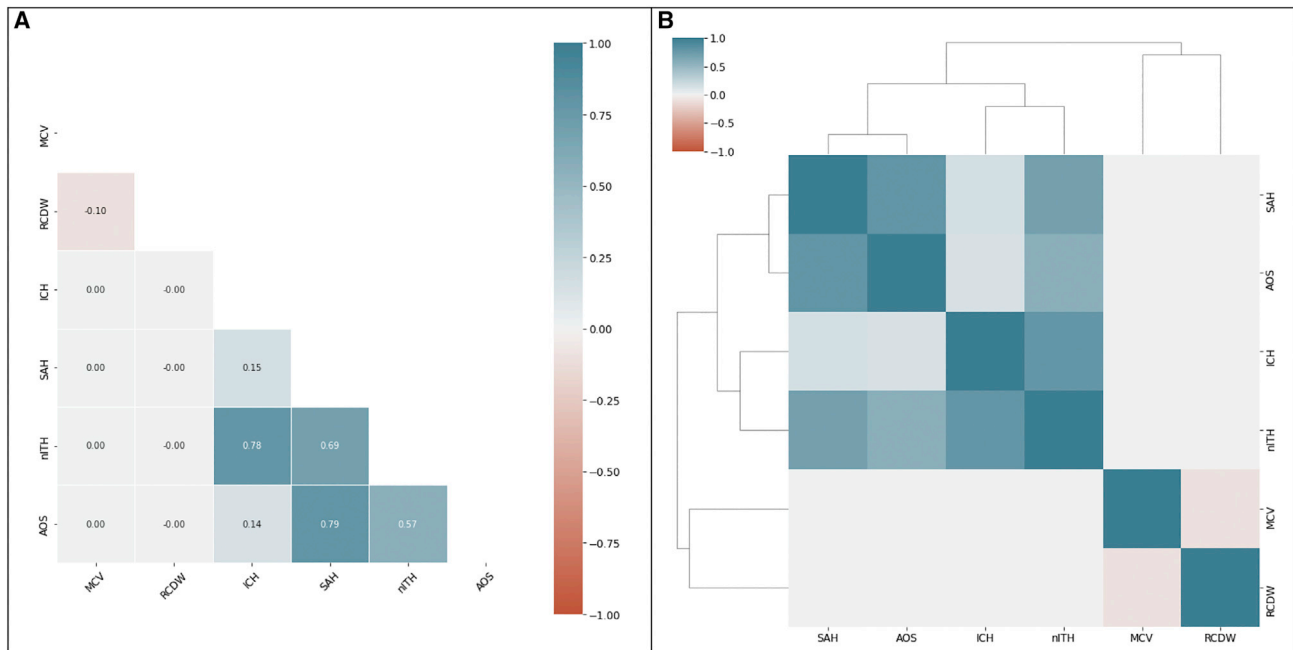 A
MCV
RCDW
ICH
SAH
nITH
AOS
-0.10
0.00 -0.00
0.00 -0.00 0.15
0.00 -0.00 0.78 0.69
0.00 -0.00 0.14 0.79 0.57
MCV RCDW ICH SAH nITH AOS
1.00
0.75
0.50
0.25
0.00
−0.25
−0.50
−0.75
−1.00
B
1.0
0.5
0.0
−0.5
−1.0
SAH
AOS
ICH
nITH
MCV
RCDW
SAH AOS ICH nITH MCV RCDW